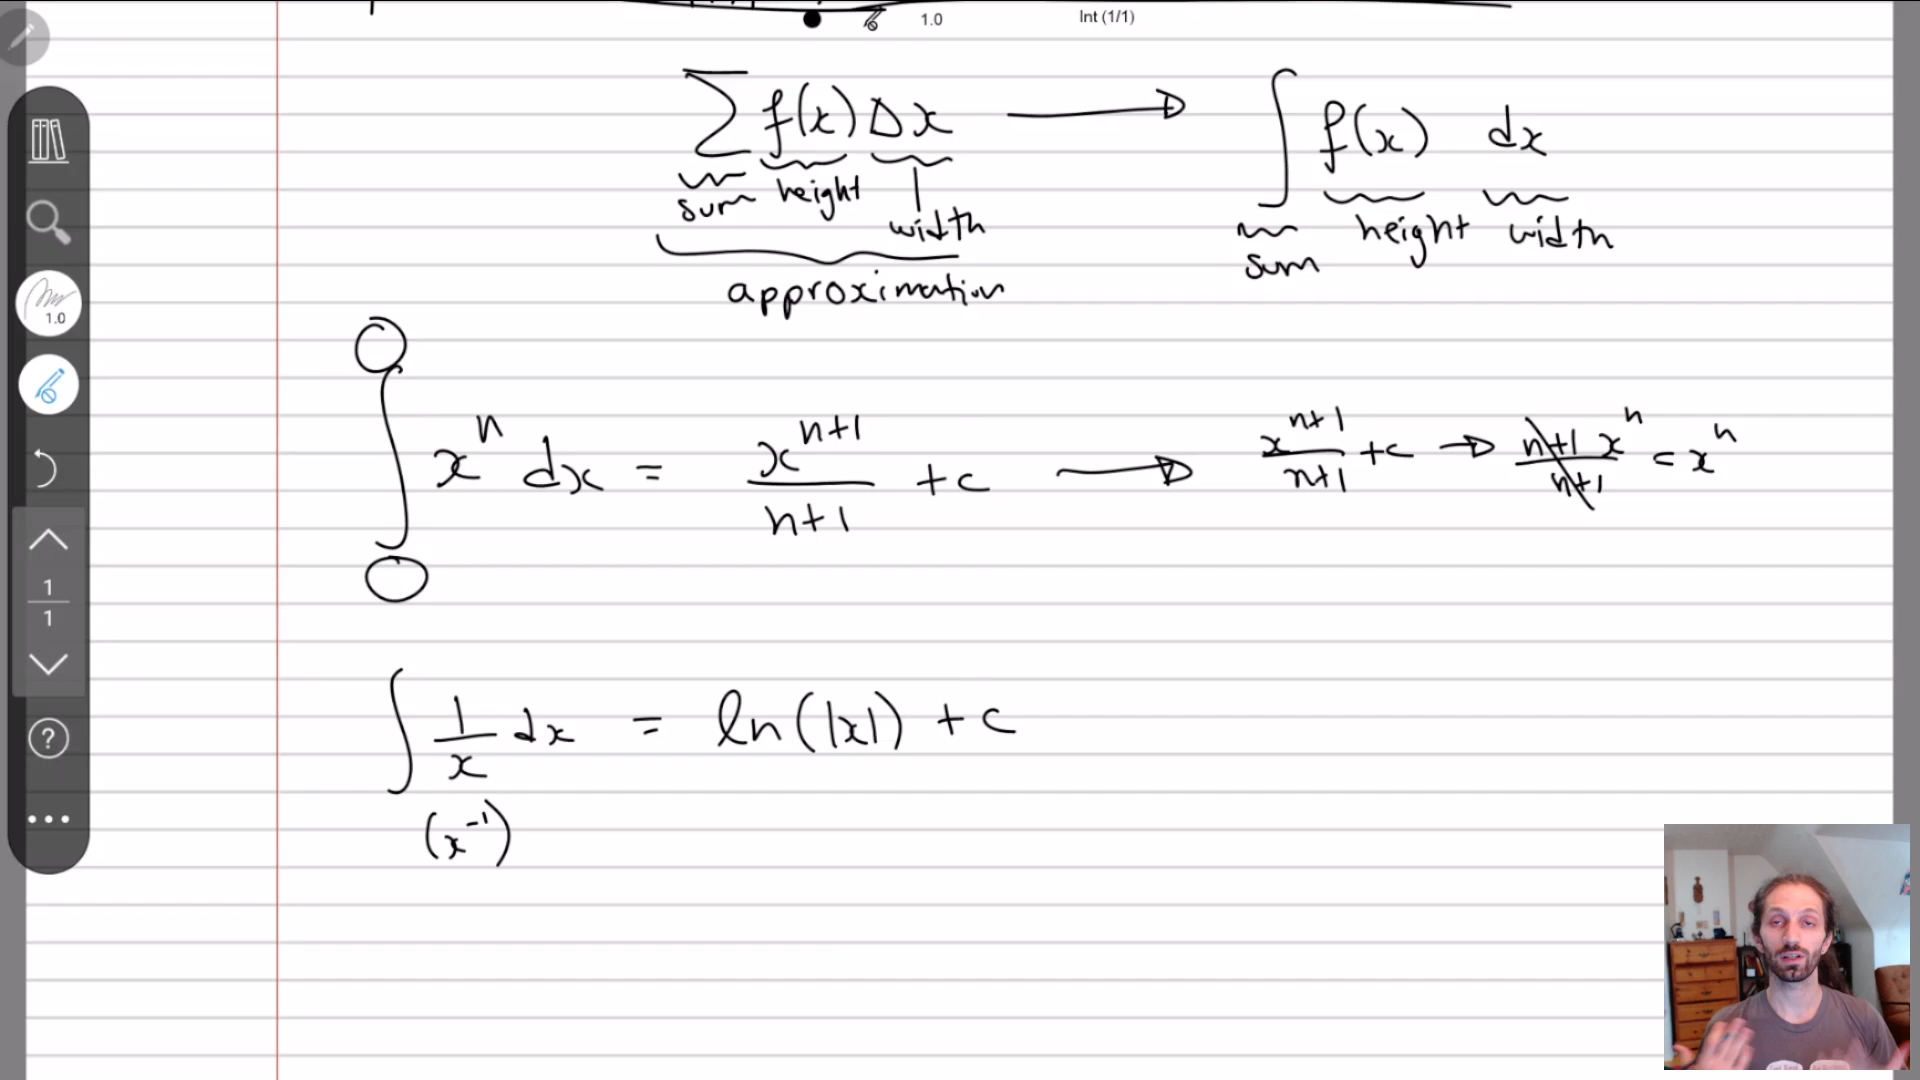 1.0 Int (1/1)
∑ f(x) Δx → ∫ f(x) dx
sum height width sum height width
approximation
∫ xⁿ dx = xⁿ⁺¹/n+1 + c → xⁿ⁺¹/n+1 + c → n+1 xⁿ/n+1 = xⁿ
∫ 1/x dx = ln(|x|) + c
(x⁻¹)
1.0
1
1
?